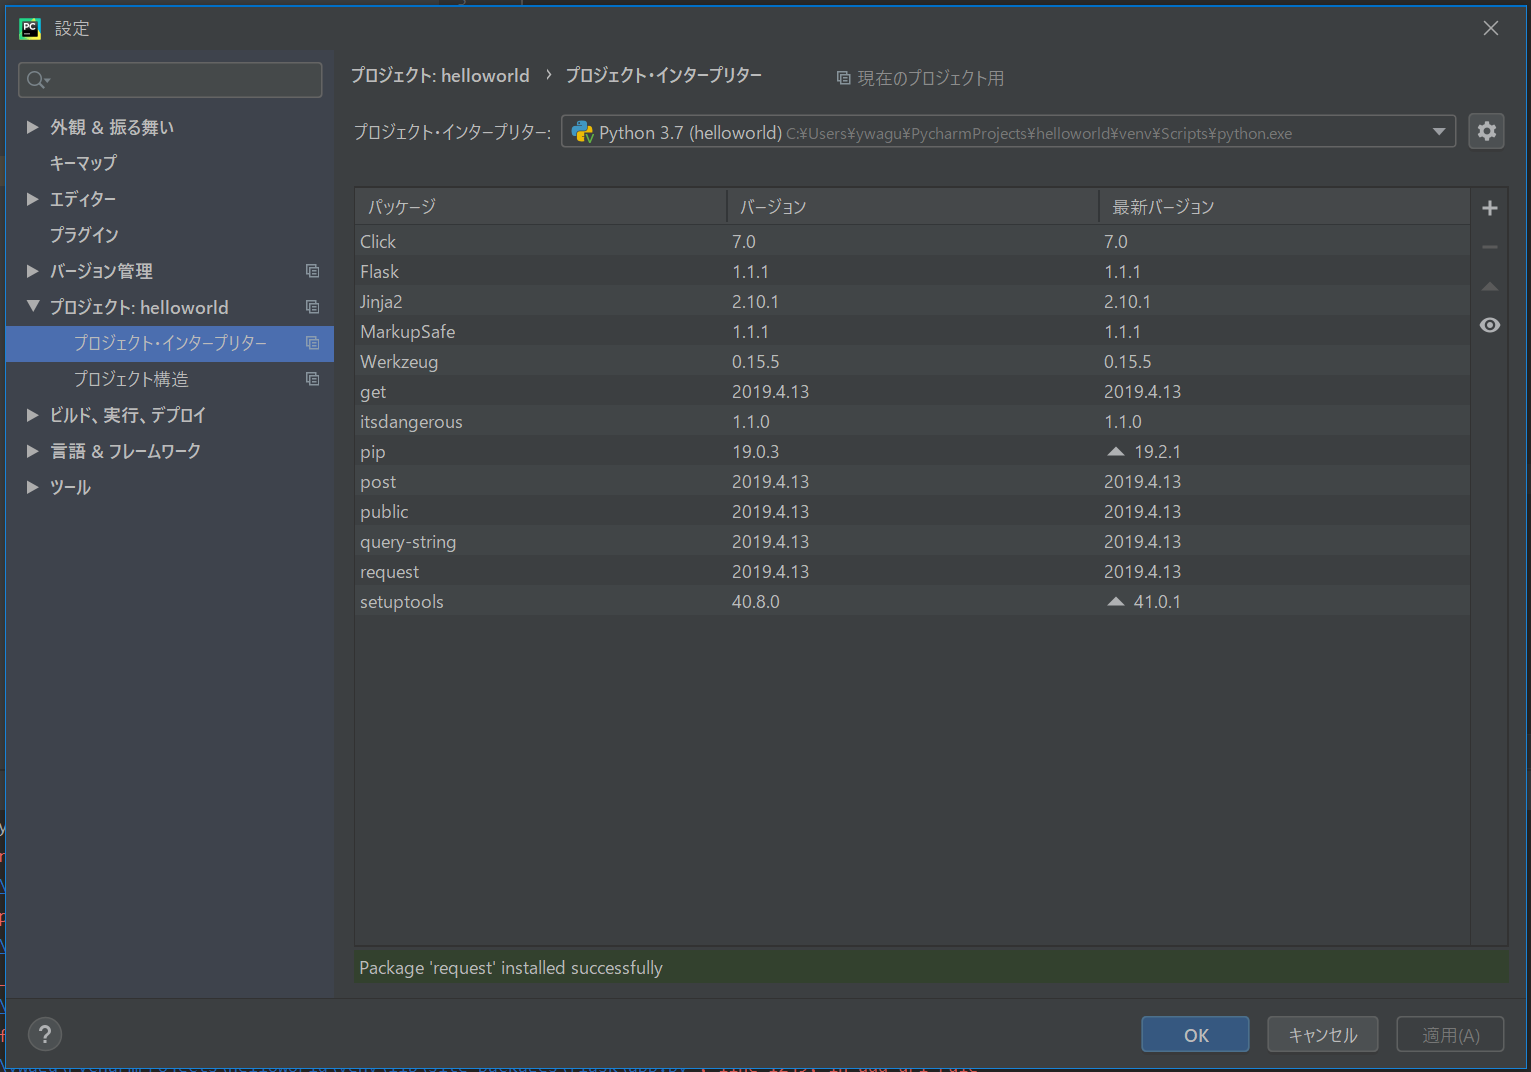 設定
プロジェクト: helloworld › プロジェクト・インタープリター 現在のプロジェクト用
外観 & 振る舞い
キーマップ
エディター
プラグイン
バージョン管理
プロジェクト: helloworld
プロジェクト・インタープリター
プロジェクト構造
ビルド、実行、デプロイ
言語 & フレームワーク
ツール
プロジェクト・インタープリター: Python 3.7 (helloworld) C:¥Users¥ywagu¥PycharmProjects¥helloworld¥venv¥Scripts¥python.exe
パッケージ バージョン 最新バージョン
Click 7.0 7.0
Flask 1.1.1 1.1.1
Jinja2 2.10.1 2.10.1
MarkupSafe 1.1.1 1.1.1
Werkzeug 0.15.5 0.15.5
get 2019.4.13 2019.4.13
itsdangerous 1.1.0 1.1.0
pip 19.0.3 19.2.1
post 2019.4.13 2019.4.13
public 2019.4.13 2019.4.13
query-string 2019.4.13 2019.4.13
request 2019.4.13 2019.4.13
setuptools 40.8.0 41.0.1
Package 'request' installed successfully
?
OK キャンセル 適用(A)